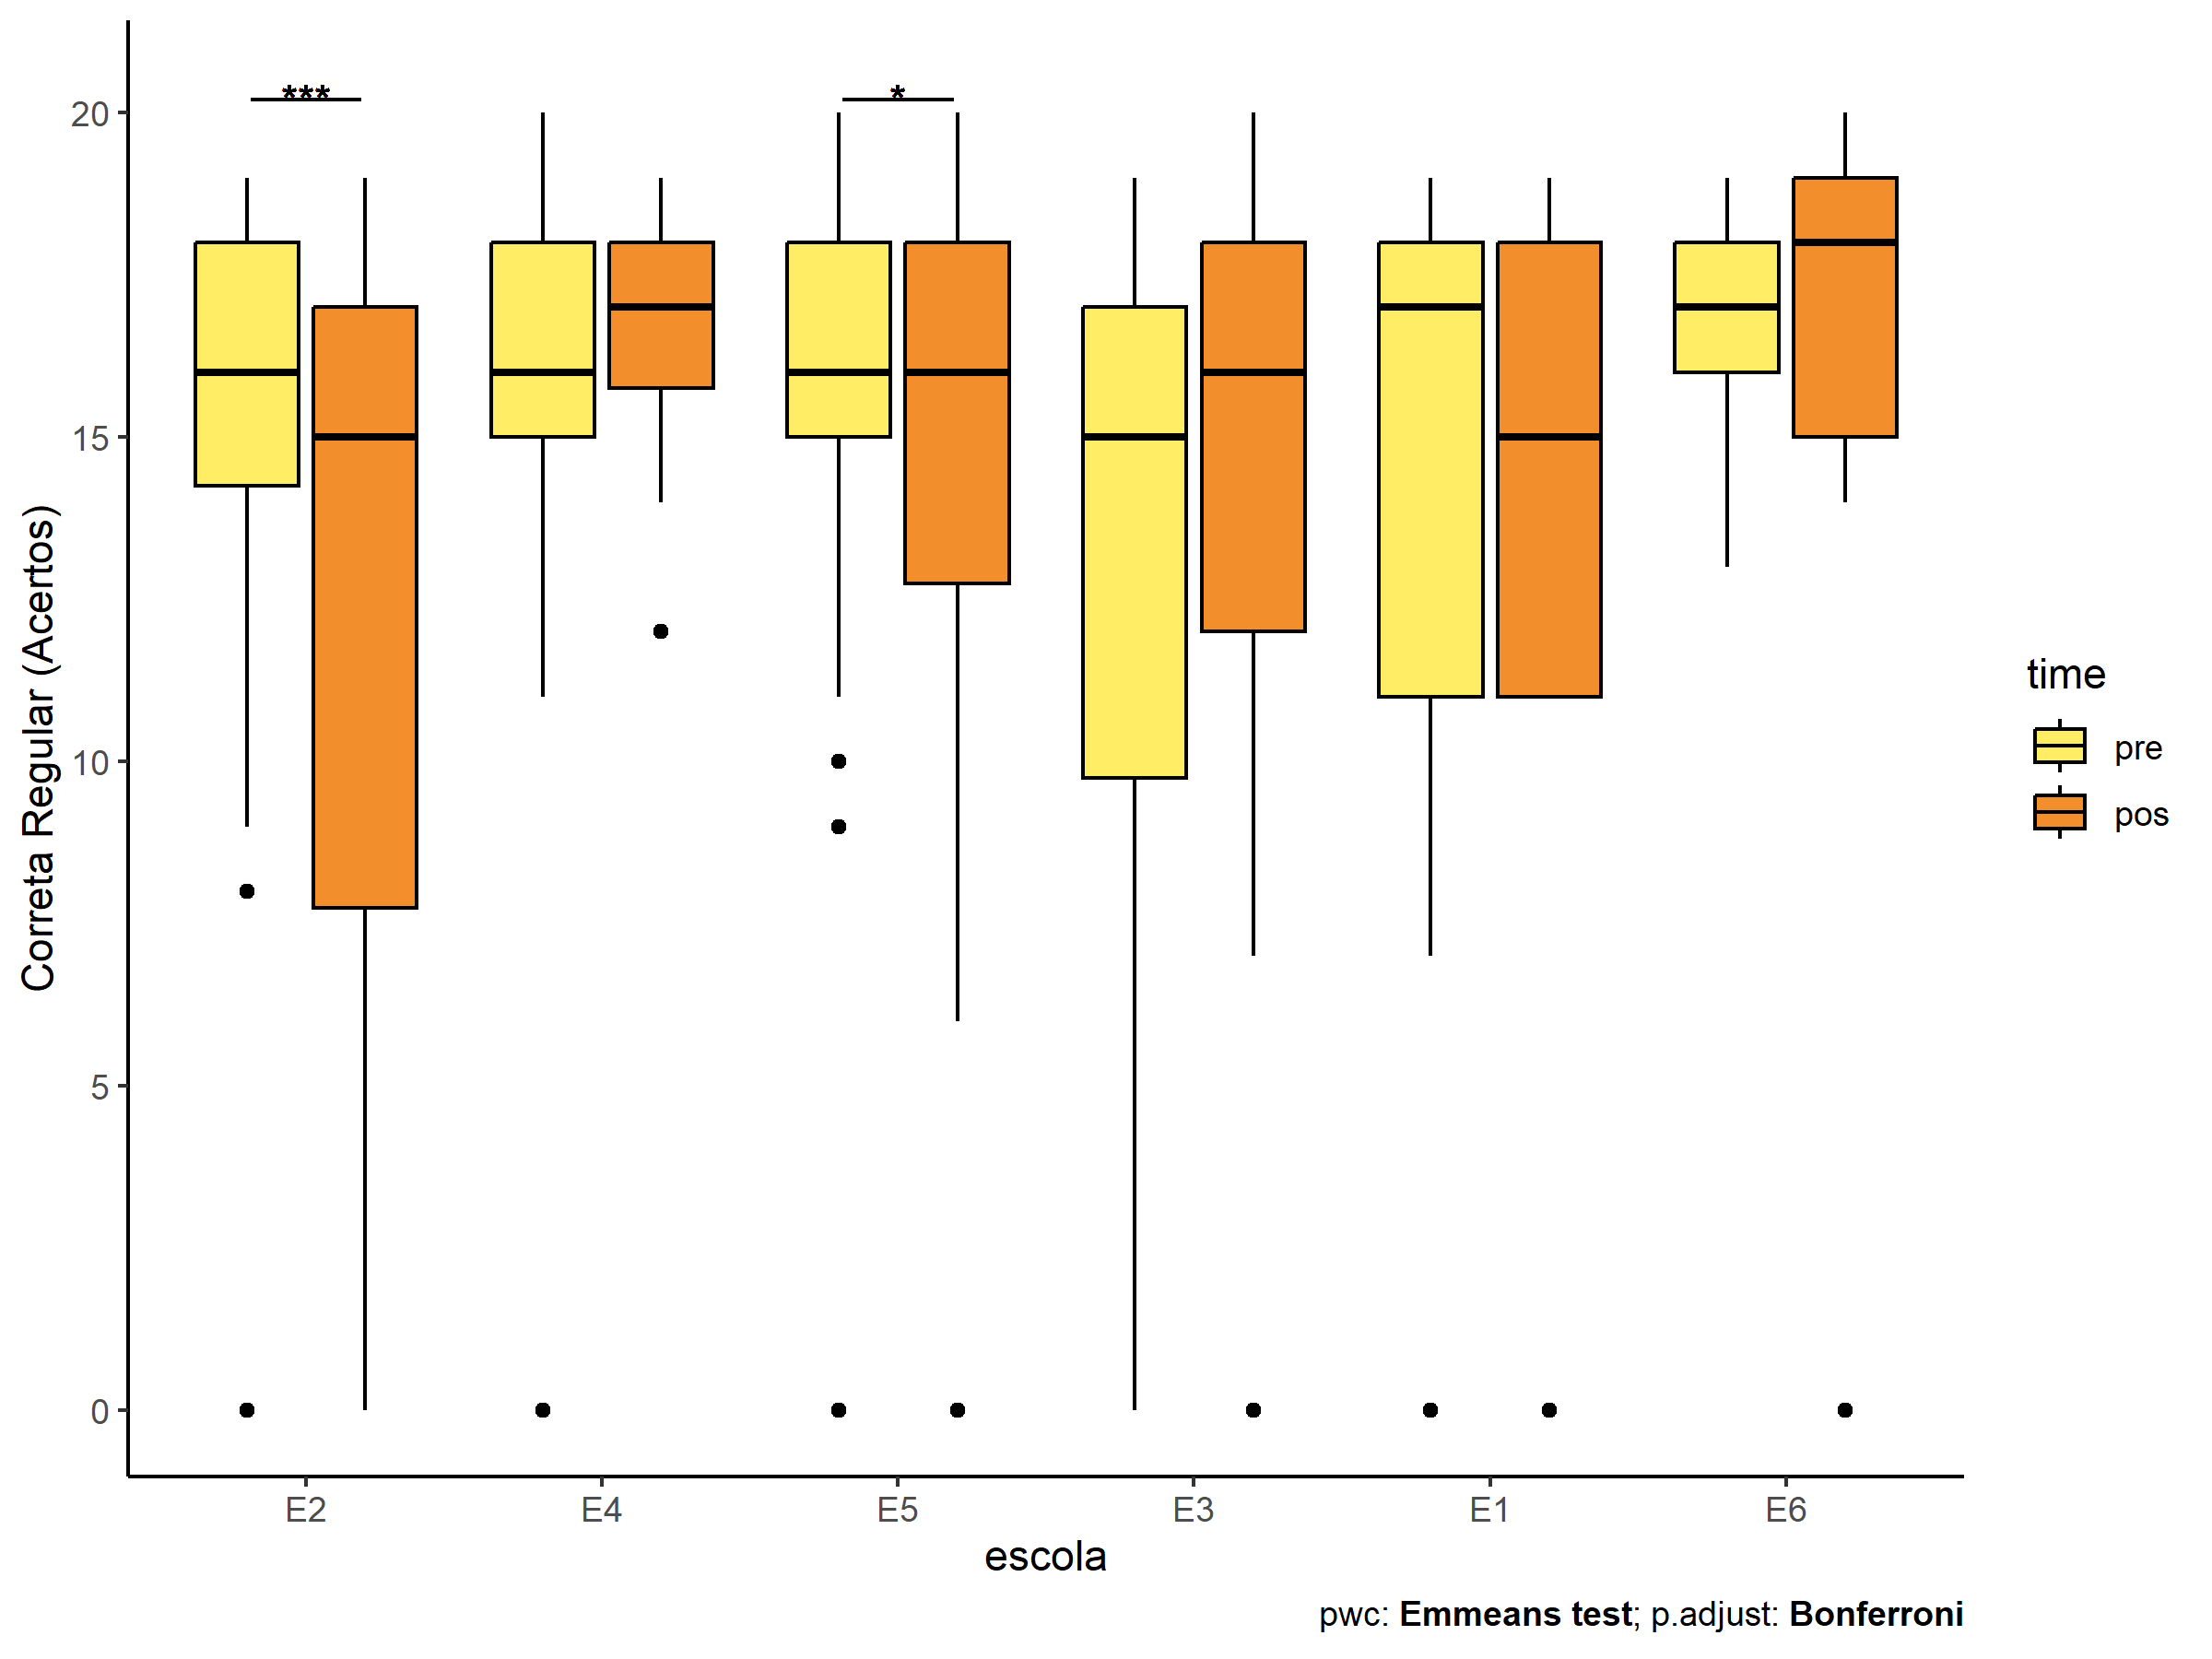 *** *
20
15
10
5
0
Correta Regular (Acertos)
E2 E4 E5 E3 E1 E6
escola
time
pre
pos
pwc: Emmeans test; p.adjust: Bonferroni